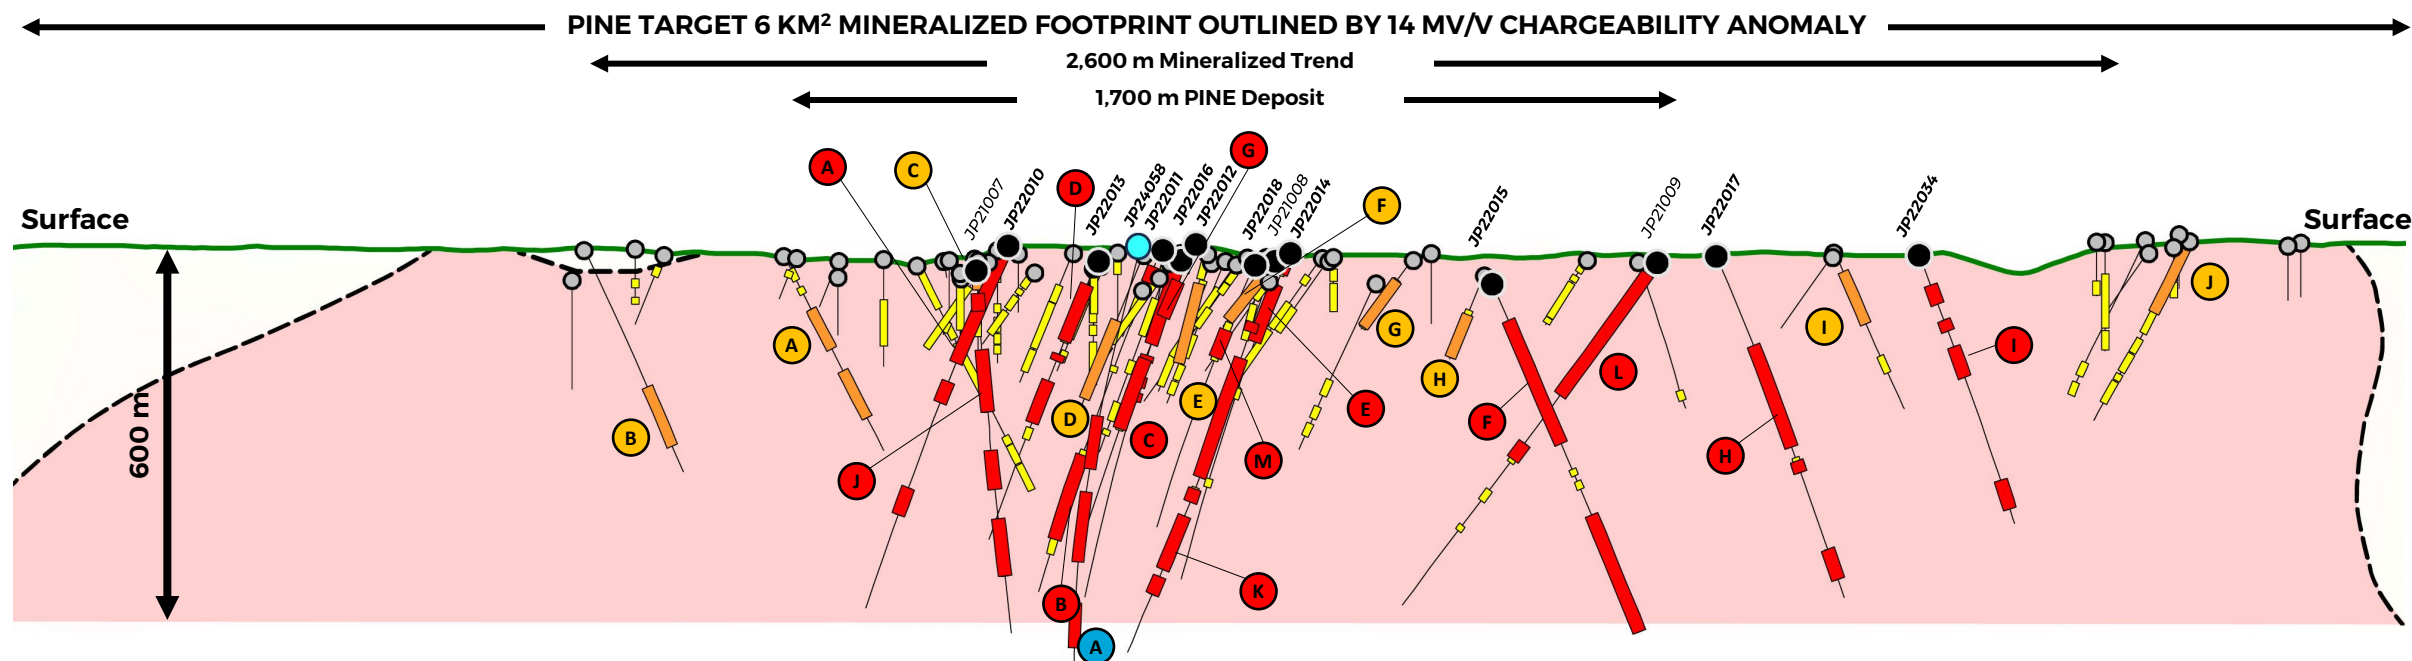 PINE TARGET 6 KM² MINERALIZED FOOTPRINT OUTLINED BY 14 MV/V CHARGEABILITY ANOMALY
2,600 m Mineralized Trend
1,700 m PINE Deposit
G
A
C
D
F
JP21007
JP22010
JP22013
JP24058
JP22011
JP22016
JP22012
JP22018
JP21008
JP22014
JP22015
JP21009
JP22017
JP22034
Surface
Surface
J
A
G
I
I
H
L
E
D
E
F
B
C
H
M
600 m
J
K
B
A